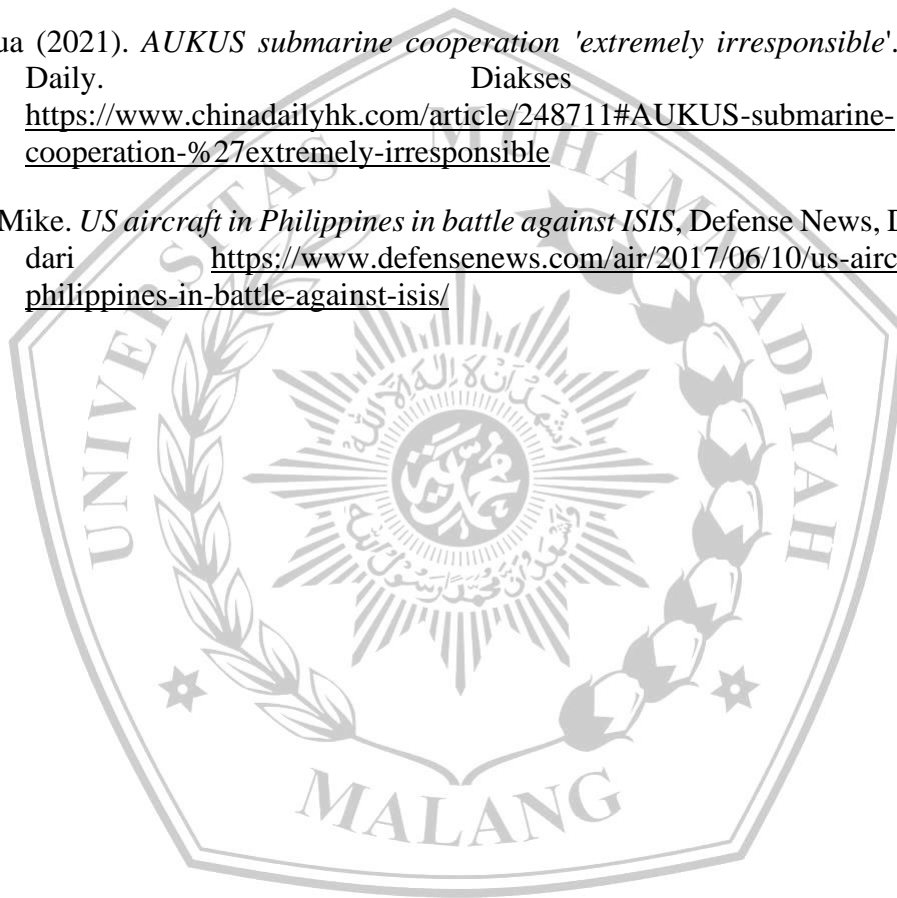 ua (2021). AUKUS submarine cooperation 'extremely irresponsible'.
Daily. Diakses
https://www.chinadailyhk.com/article/248711#AUKUS-submarine-
cooperation-%27extremely-irresponsible
Mike. US aircraft in Philippines in battle against ISIS, Defense News, D
dari https://www.defensenews.com/air/2017/06/10/us-airc
philippines-in-battle-against-isis/
UNIVERSITAS MUHAMMADIYAH
MALANG